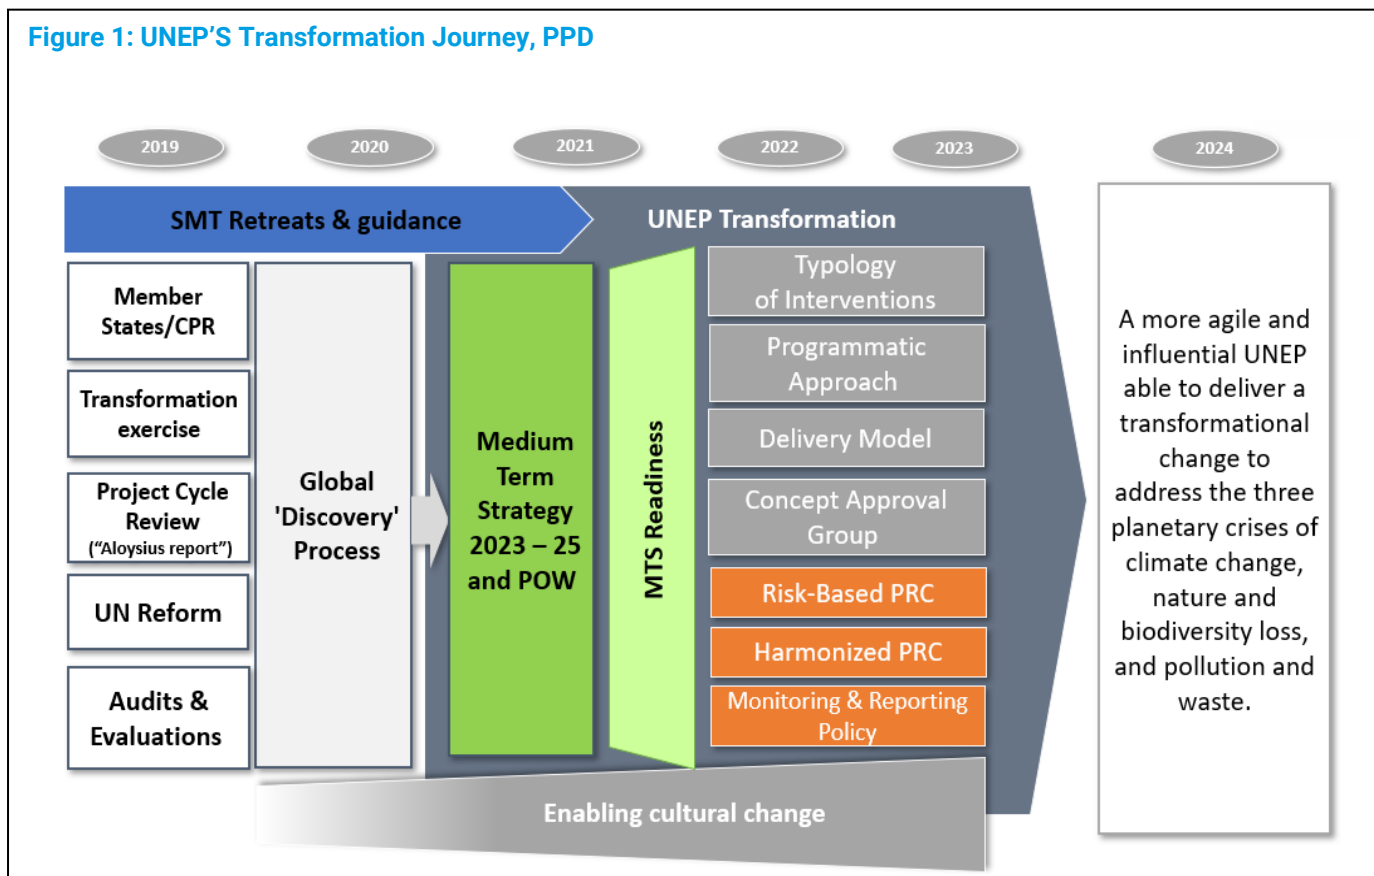 Figure 1: UNEP’S Transformation Journey, PPD
2019
2020
2021
2022
2023
2024
SMT Retreats & guidance
UNEP Transformation
Member
States/CPR
Transformation
exercise
Project Cycle
Review
(“Aloysius report”)
UN Reform
Audits &
Evaluations
Global
'Discovery'
Process
Medium
Term
Strategy
2023 – 25
and POW
MTS Readiness
Typology
of Interventions
Programmatic
Approach
Delivery Model
Concept Approval
Group
Risk-Based PRC
Harmonized PRC
Monitoring & Reporting
Policy
Enabling cultural change
A more agile and
influential UNEP
able to deliver a
transformational
change to
address the three
planetary crises of
climate change,
nature and
biodiversity loss,
and pollution and
waste.